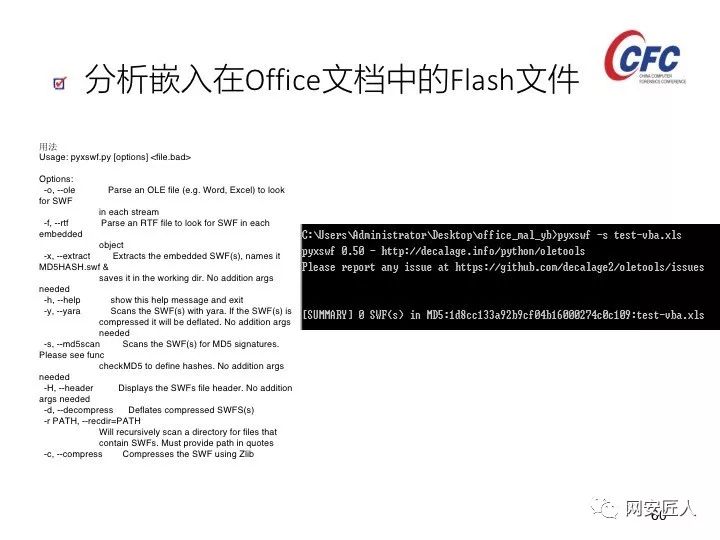 分析嵌入在Office文档中的Flash文件
CFC
CHINA COMPUTER
FORENSICS CONFERENCE
用法
Usage: pyxswf.py [options] <file.bad>
Options:
-o, --ole Parse an OLE file (e.g. Word, Excel) to look
for SWF
in each stream
-f, --rtf Parse an RTF file to look for SWF in each
embedded
object
-x, --extract Extracts the embedded SWF(s), names it
MD5HASH.swf &
saves it in the working dir. No addition args
needed
-h, --help show this help message and exit
-y, --yara Scans the SWF(s) with yara. If the SWF(s) is
compressed it will be deflated. No addition args
needed
-s, --md5scan Scans the SWF(s) for MD5 signatures.
Please see func
checkMD5 to define hashes. No addition args
needed
-H, --header Displays the SWFs file header. No addition
args needed
-d, --decompress Deflates compressed SWFS(s)
-r PATH, --recdir=PATH
Will recursively scan a directory for files that
contain SWFs. Must provide path in quotes
-c, --compress Compresses the SWF using Zlib
C:\Users\Administrator\Desktop\office_mal_yb>pyxswf -s test-vba.xls
pyxswf 0.50 - http://decalage.info/python/oletools
Please report any issue at https://github.com/decalage2/oletools/issues
[SUMMARY] 0 SWF(s) in MD5:1d8cc133a92b9cf04b16000274c0c109:test-vba.xls
网安匠人